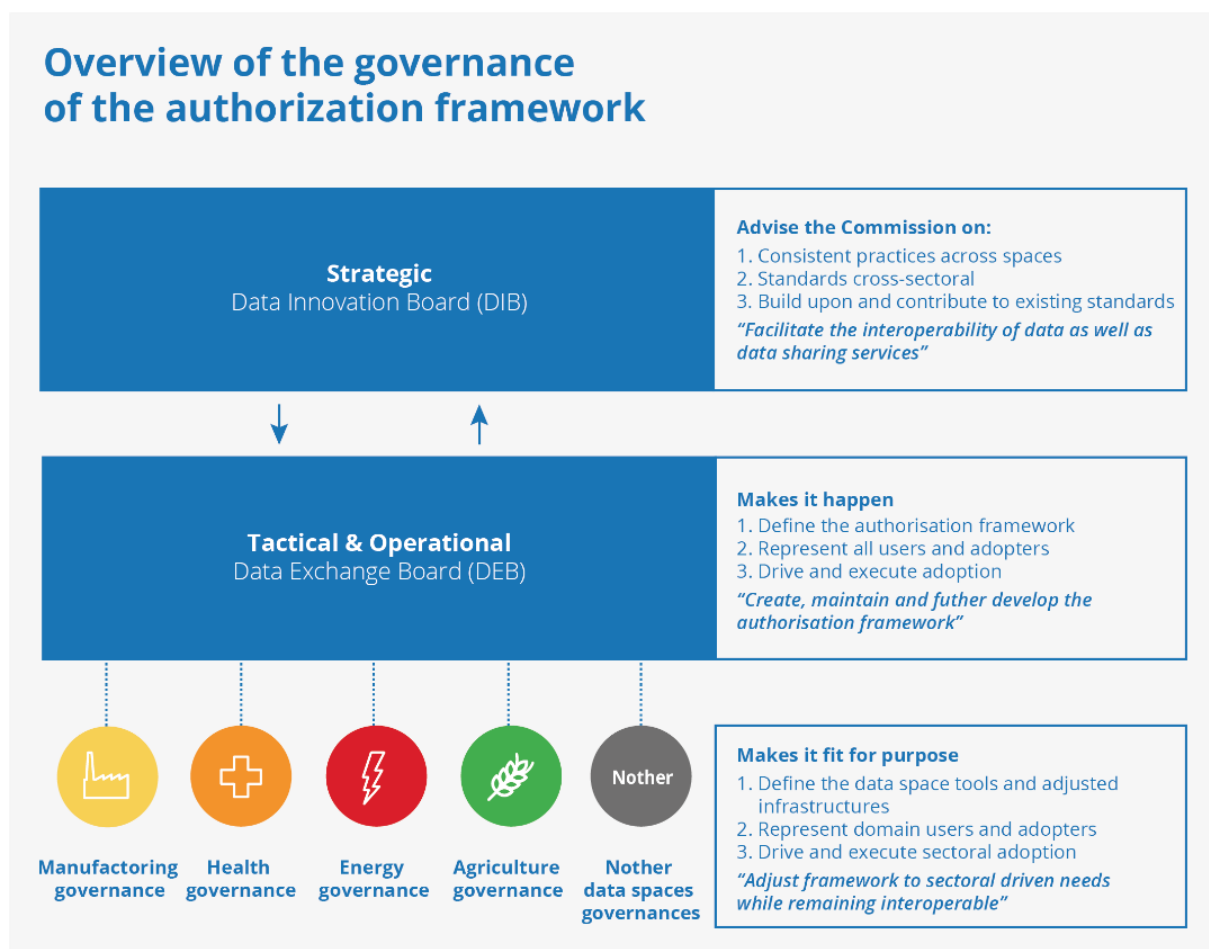 Overview of the governance
of the authorization framework
Strategic
Data Innovation Board (DIB)
Advise the Commission on:
1. Consistent practices across spaces
2. Standards cross-sectoral
3. Build upon and contribute to existing standards
“Facilitate the interoperability of data as well as
data sharing services”
Tactical & Operational
Data Exchange Board (DEB)
Makes it happen
1. Define the authorisation framework
2. Represent all users and adopters
3. Drive and execute adoption
“Create, maintain and futher develop the
authorisation framework”
Nother
Manufactoring
governance
Health
governance
Energy
governance
Agriculture
governance
Nother
data spaces
governances
Makes it fit for purpose
1. Define the data space tools and adjusted
infrastructures
2. Represent domain users and adopters
3. Drive and execute sectoral adoption
“Adjust framework to sectoral driven needs
while remaining interoperable”